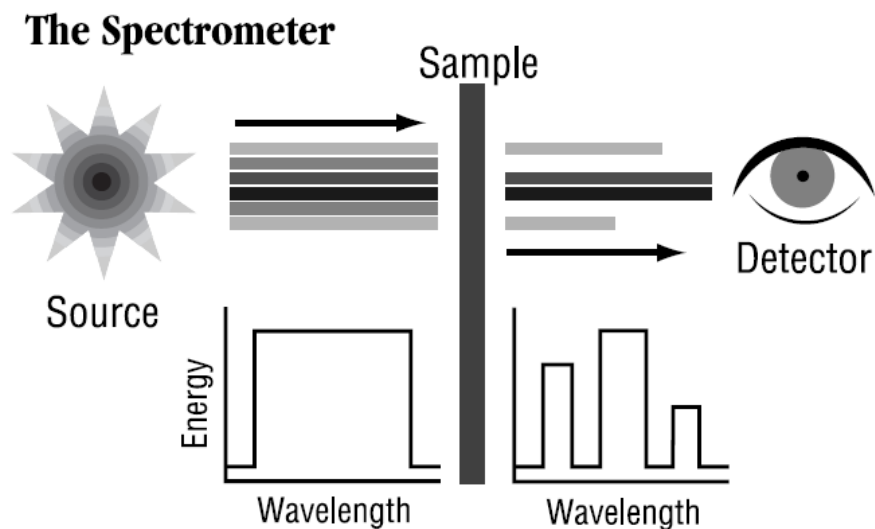 The Spectrometer
Sample
Source
Detector
Energy
Wavelength
Wavelength